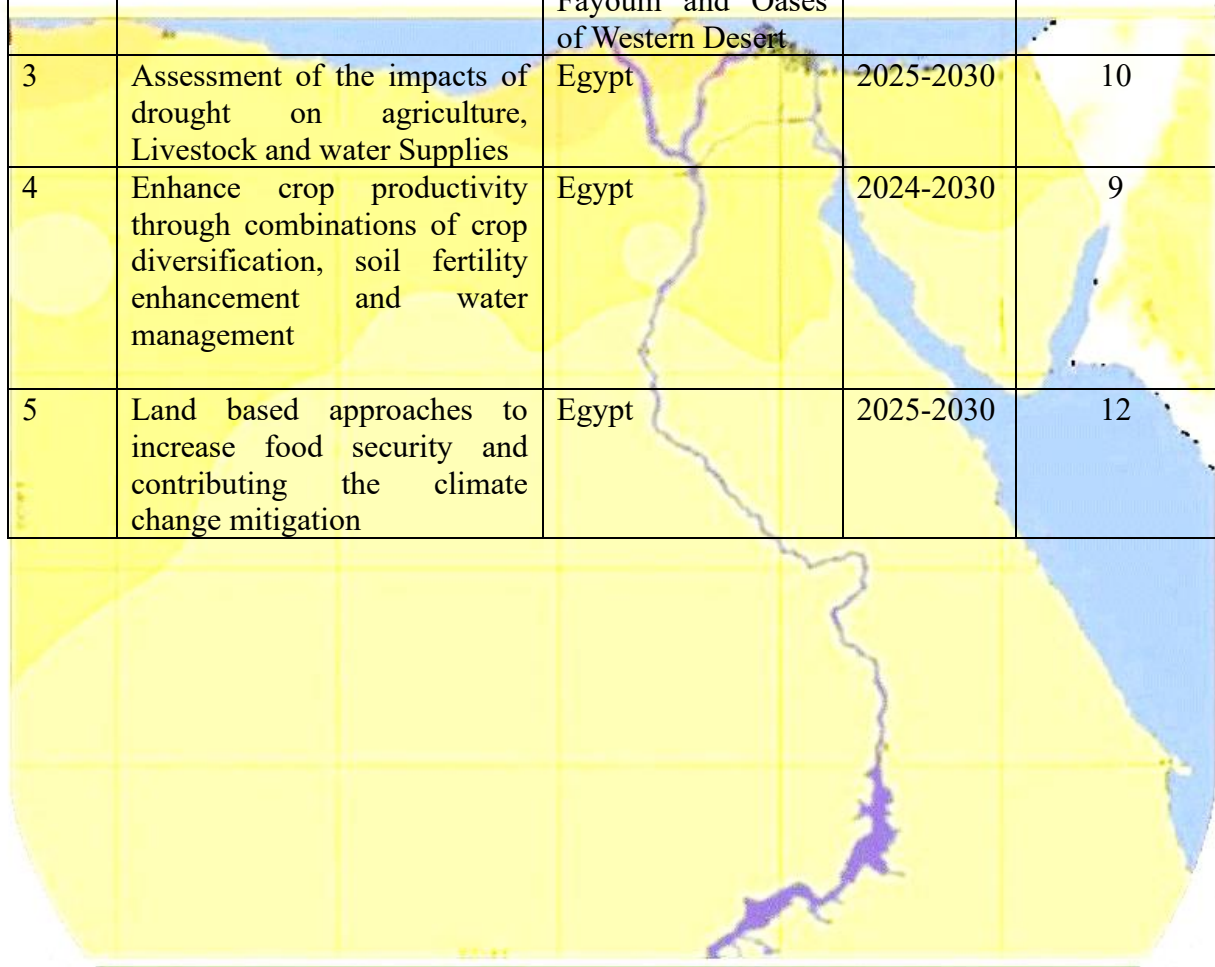 Fayoum and Oases
of Western Desert
3 Assessment of the impacts of Egypt 2025-2030 10
drought on agriculture,
Livestock and water Supplies
4 Enhance crop productivity Egypt 2024-2030 9
through combinations of crop
diversification, soil fertility
enhancement and water
management
5 Land based approaches to Egypt 2025-2030 12
increase food security and
contributing the climate
change mitigation